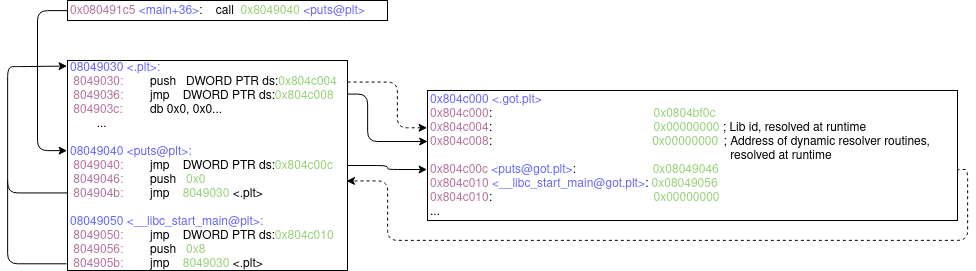 0x080491c5 <main+36>: call 0x8049040 <puts@plt>
08049030 <.plt>:
8049030: push DWORD PTR ds:0x804c004
8049036: jmp DWORD PTR ds:0x804c008
804903c: db 0x0, 0x0...
...
08049040 <puts@plt>:
8049040: jmp DWORD PTR ds:0x804c00c
8049046: push 0x0
804904b: jmp 8049030 <.plt>
08049050 <__libc_start_main@plt>:
8049050: jmp DWORD PTR ds:0x804c010
8049056: push 0x8
804905b: jmp 8049030 <.plt>
0x804c000 <.got.plt>
0x804c000: 0x0804bf0c
0x804c004: 0x00000000 ; Lib id, resolved at runtime
0x804c008: 0x00000000 ; Address of dynamic resolver routines,
resolved at runtime
0x804c00c <puts@got.plt>: 0x08049046
0x804c010 <__libc_start_main@got.plt>: 0x08049056
0x804c010: 0x00000000
...